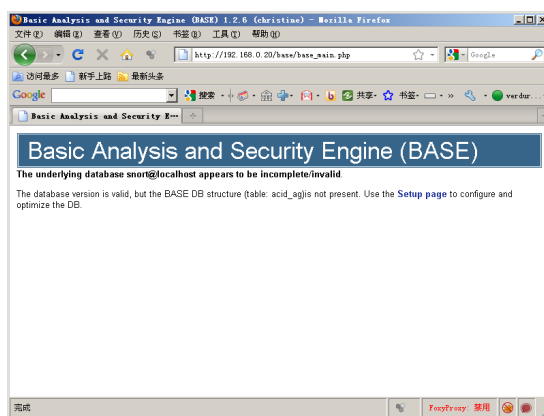 Basic Analysis and Security Engine (BASE) 1.2.6 (christine) - Mozilla Firefox
文件(F) 编辑(E) 查看(V) 历史(S) 书签(B) 工具(T) 帮助(H)
http://192.168.0.20/base/base_main.php Google
访问最多 新手上路 最新头条
Google 搜索 共享 书签 » verdur...
Basic Analysis and Security E...
Basic Analysis and Security Engine (BASE)
The underlying database snort@localhost appears to be incomplete/invalid.
The database version is valid, but the BASE DB structure (table: acid_ag)is not present. Use the Setup page to configure and
optimize the DB.
完成 FoxyProxy: 禁用